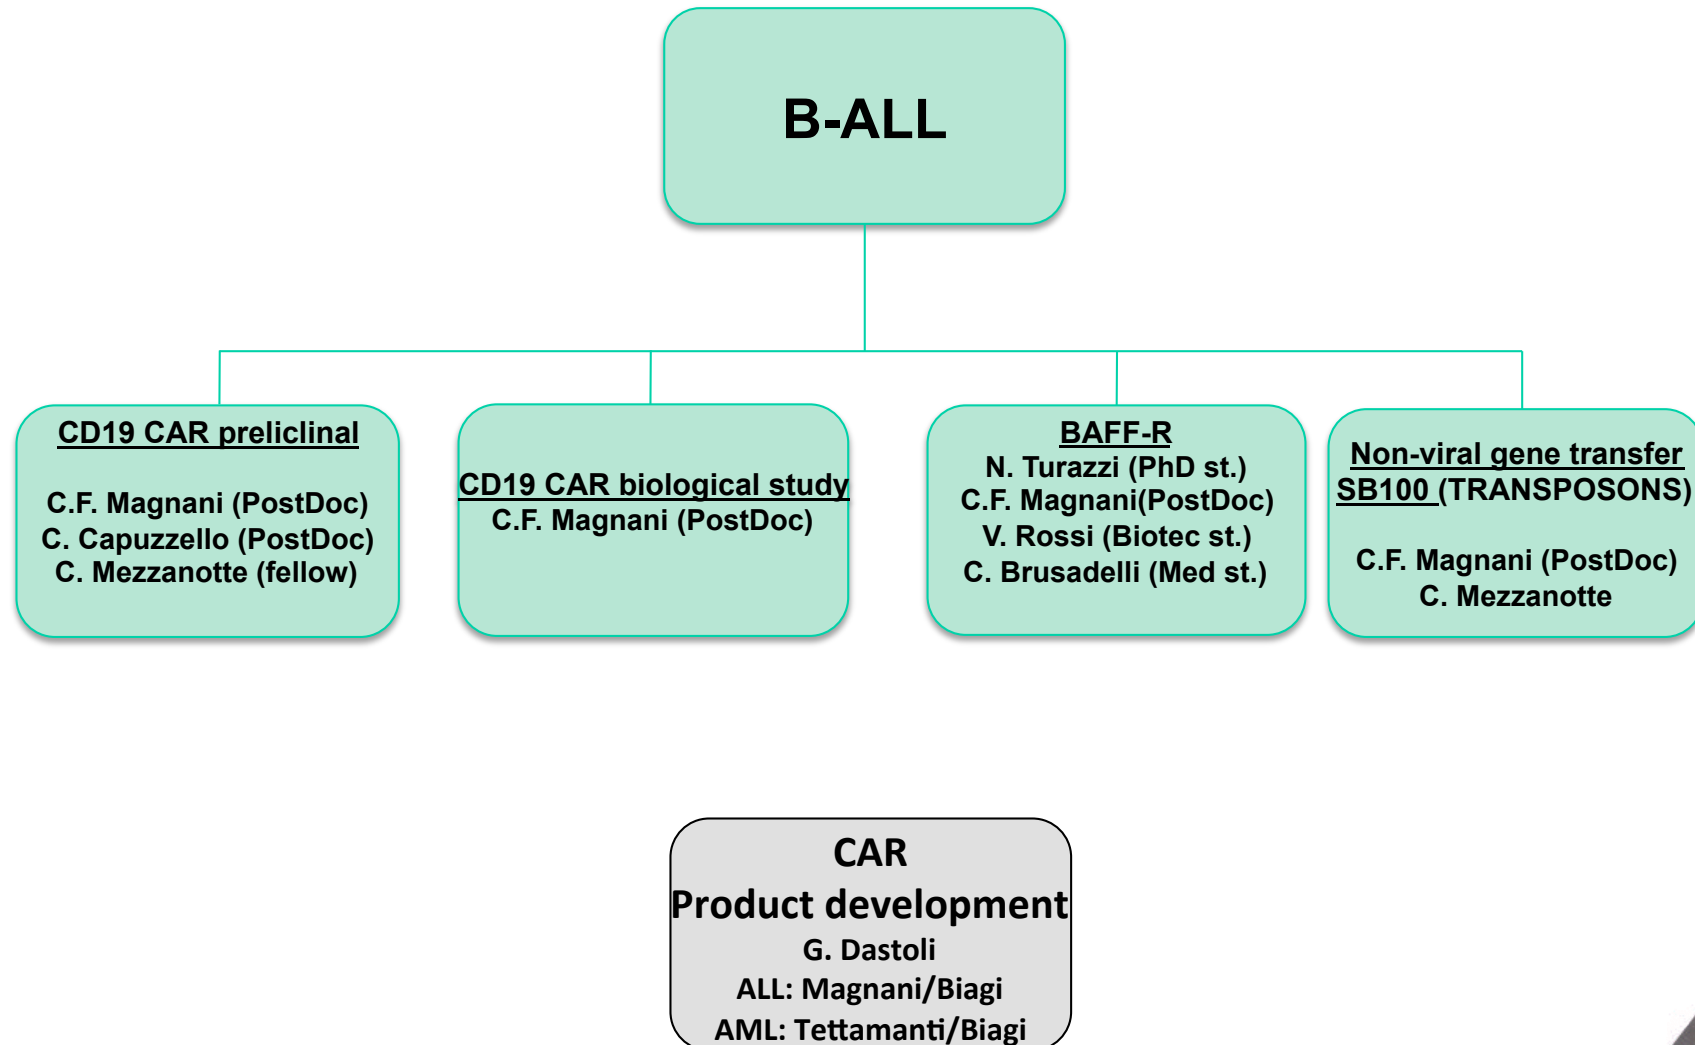 B-ALL
CD19 CAR preliclinal
C.F. Magnani (PostDoc)
C. Capuzzello (PostDoc)
C. Mezzanotte (fellow)
CD19 CAR biological study
C.F. Magnani (PostDoc)
BAFF-R
N. Turazzi (PhD st.)
C.F. Magnani(PostDoc)
V. Rossi (Biotec st.)
C. Brusadelli (Med st.)
Non-viral gene transfer
SB100 (TRANSPOSONS)
C.F. Magnani (PostDoc)
C. Mezzanotte
CAR
Product development
G. Dastoli
ALL: Magnani/Biagi
AML: Tettamanti/Biagi